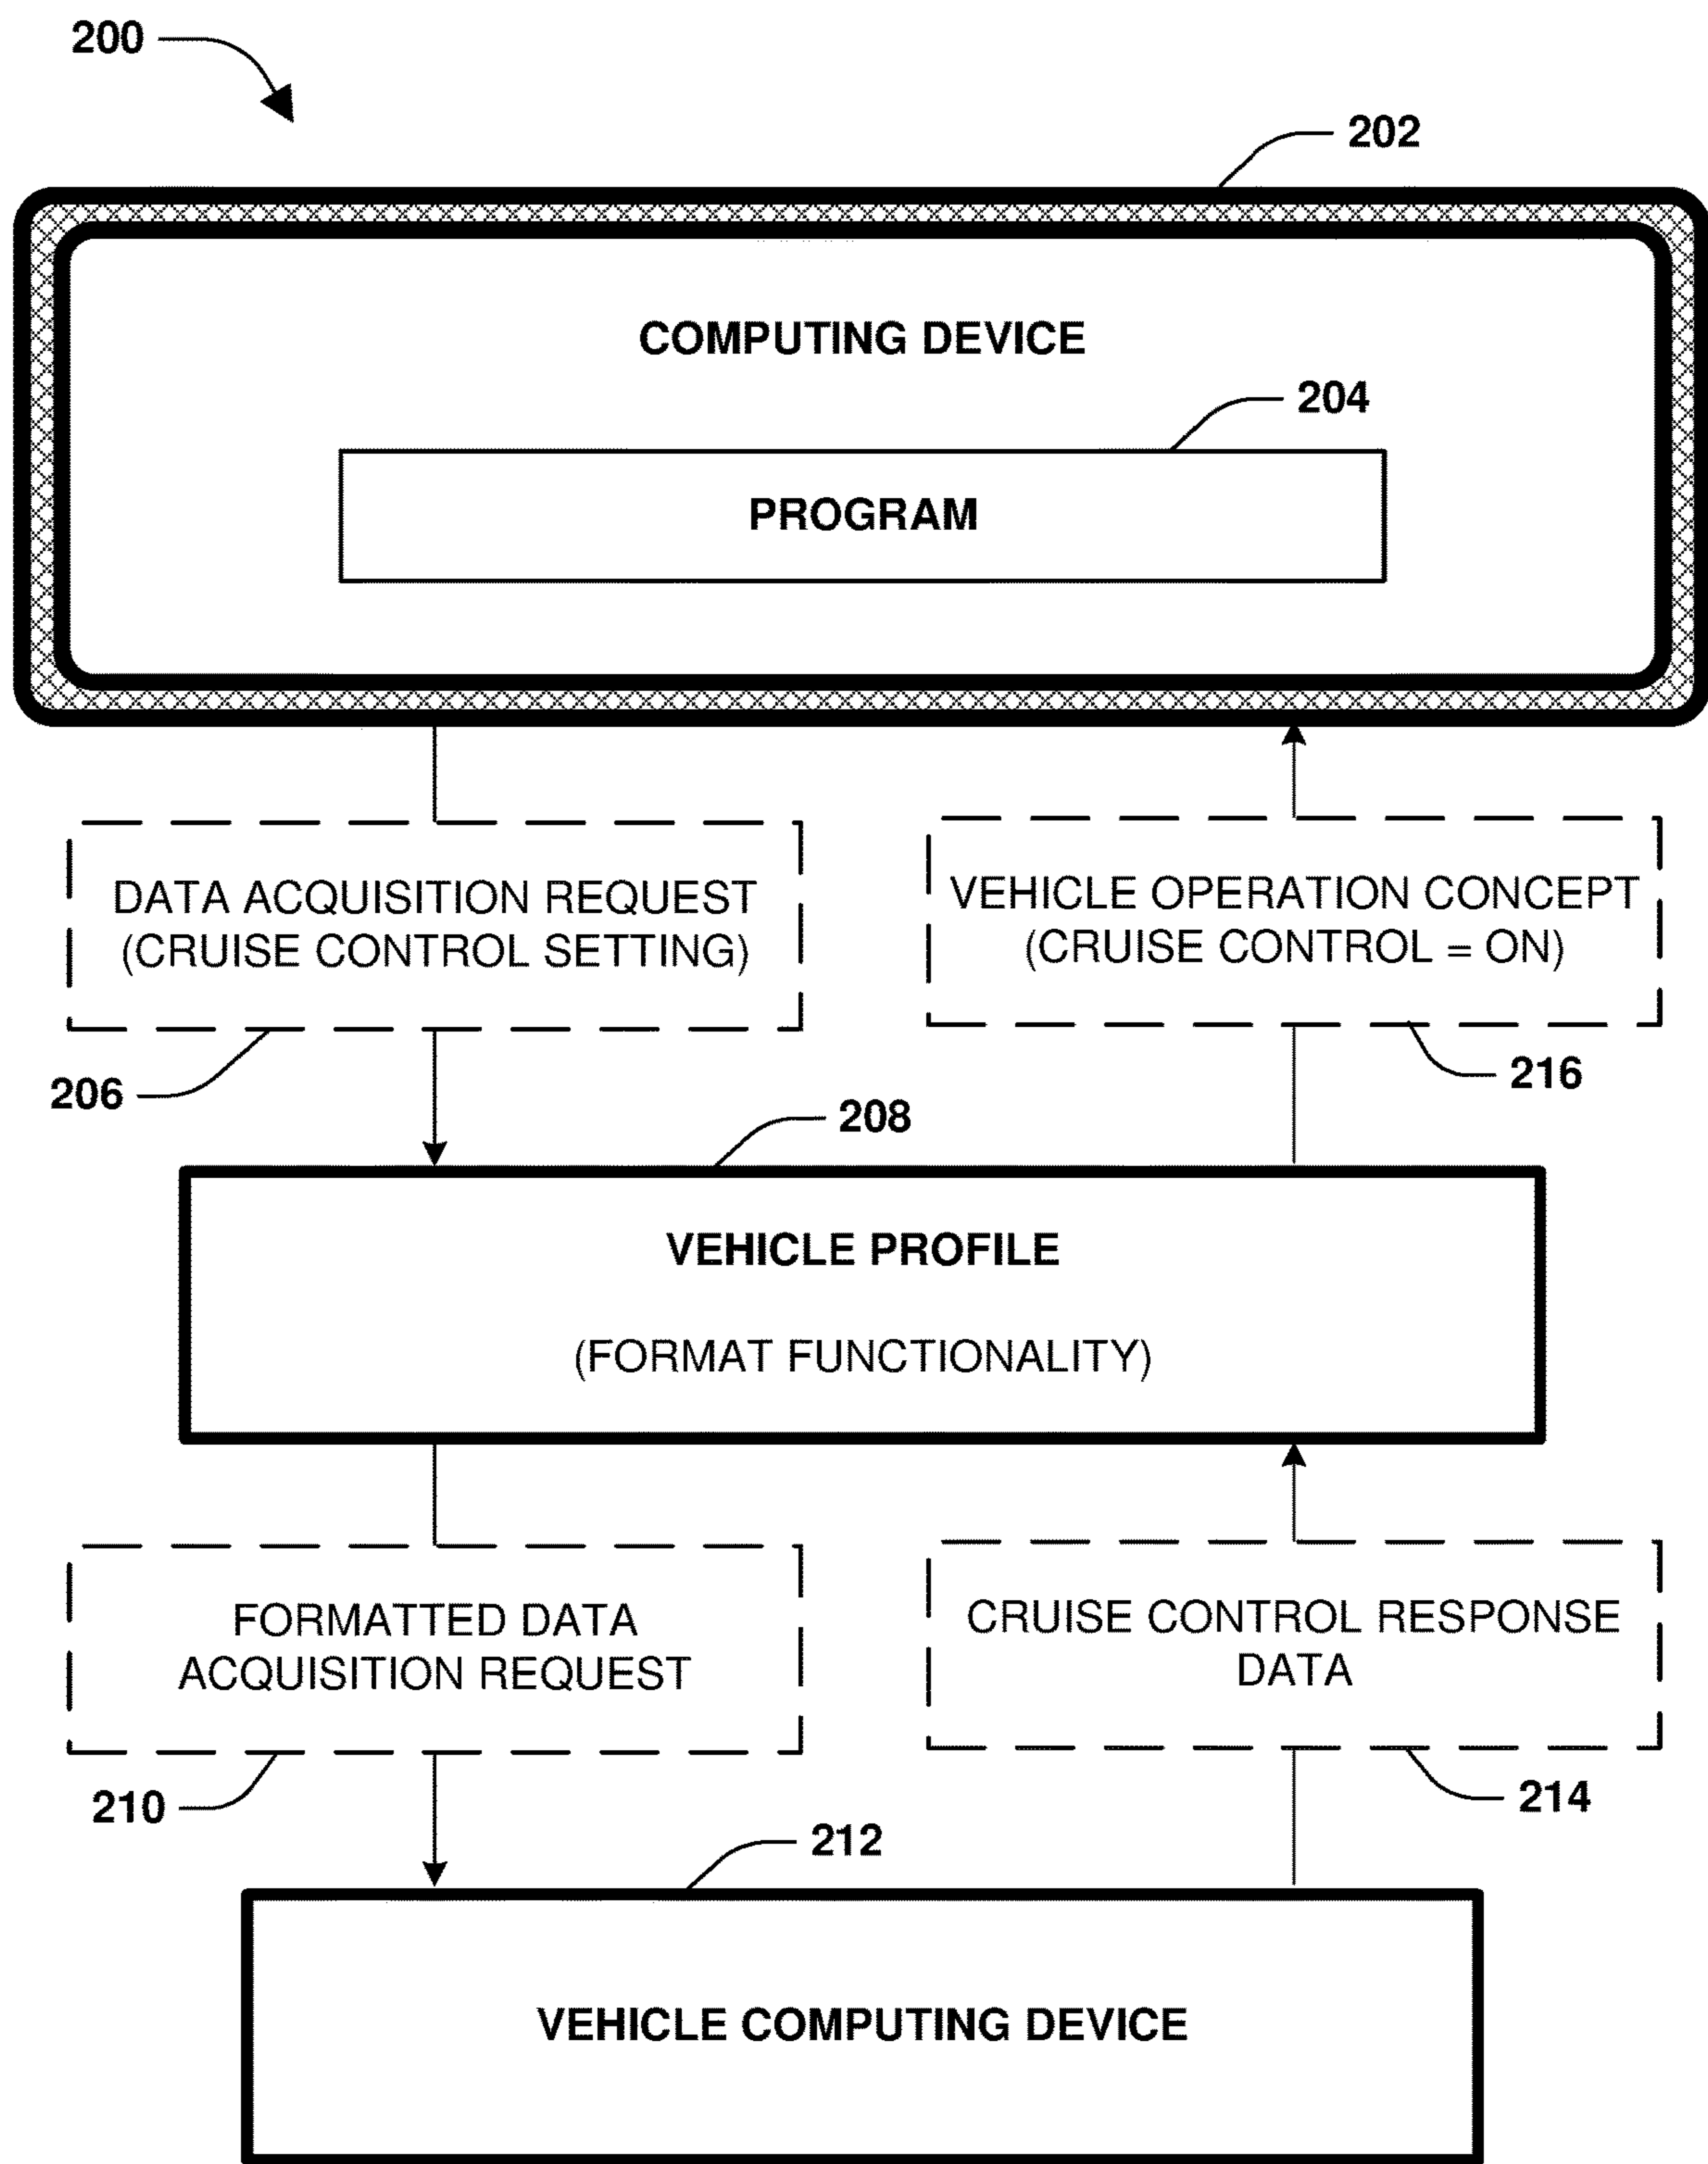 200
202
COMPUTING DEVICE
204
PROGRAM
DATA ACQUISITION REQUEST
(CRUISE CONTROL SETTING)
VEHICLE OPERATION CONCEPT
(CRUISE CONTROL = ON)
206
216
208
VEHICLE PROFILE
(FORMAT FUNCTIONALITY)
FORMATTED DATA
ACQUISITION REQUEST
CRUISE CONTROL RESPONSE
DATA
210
214
212
VEHICLE COMPUTING DEVICE